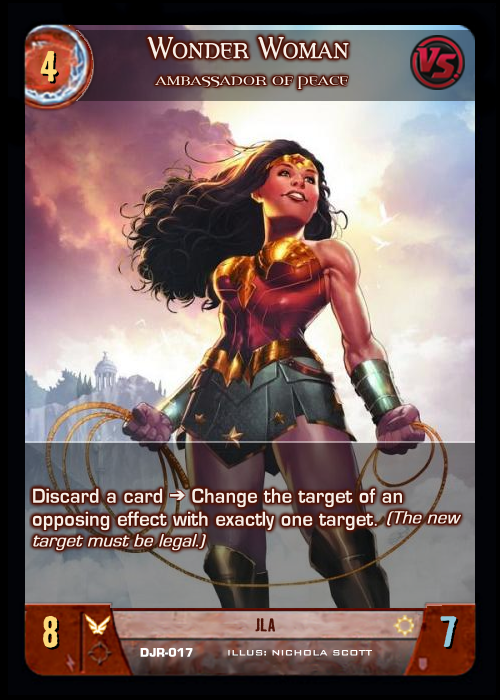 4
Wonder Woman
VS
Ambassador of Peace
Discard a card ➔ Change the target of an
opposing effect with exactly one target. (The new
target must be legal.)
8
JLA
7
DJR-017 ILLUS: NICHOLA SCOTT